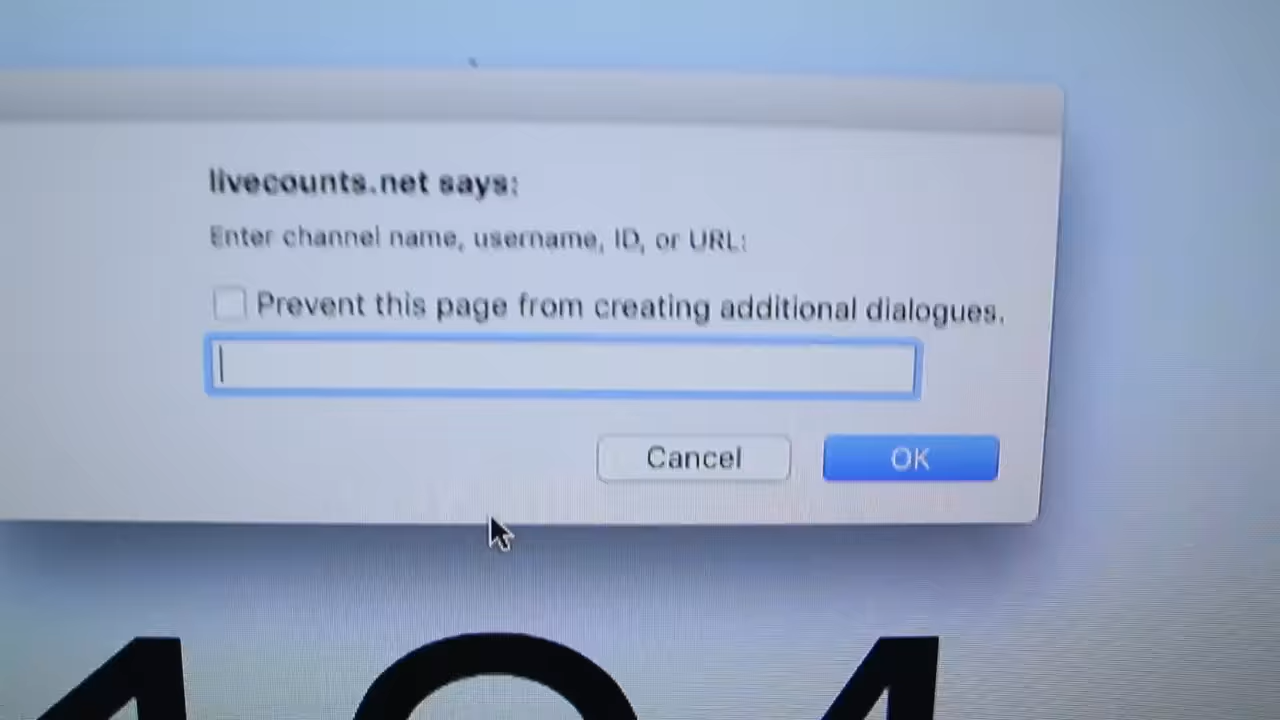 livecounts.net says:
Enter channel name, username, ID, or URL:
Prevent this page from creating additional dialogues.
Cancel
OK